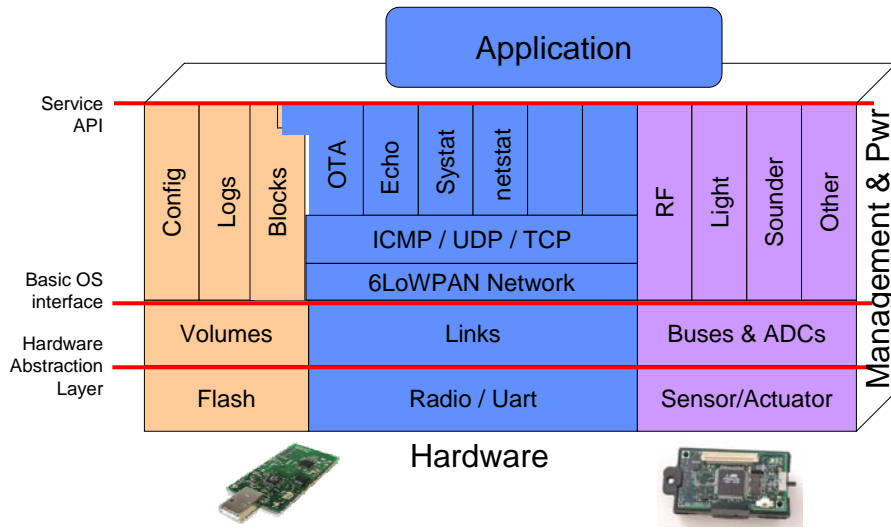 Application
Service
API
Config
Logs
Blocks
OTA
Echo
Systat
netstat
RF
Light
Sounder
Other
Management & Pwr
ICMP / UDP / TCP
6LoWPAN Network
Basic OS
interface
Volumes
Links
Buses & ADCs
Hardware
Abstraction
Layer
Flash
Radio / Uart
Sensor/Actuator
Hardware